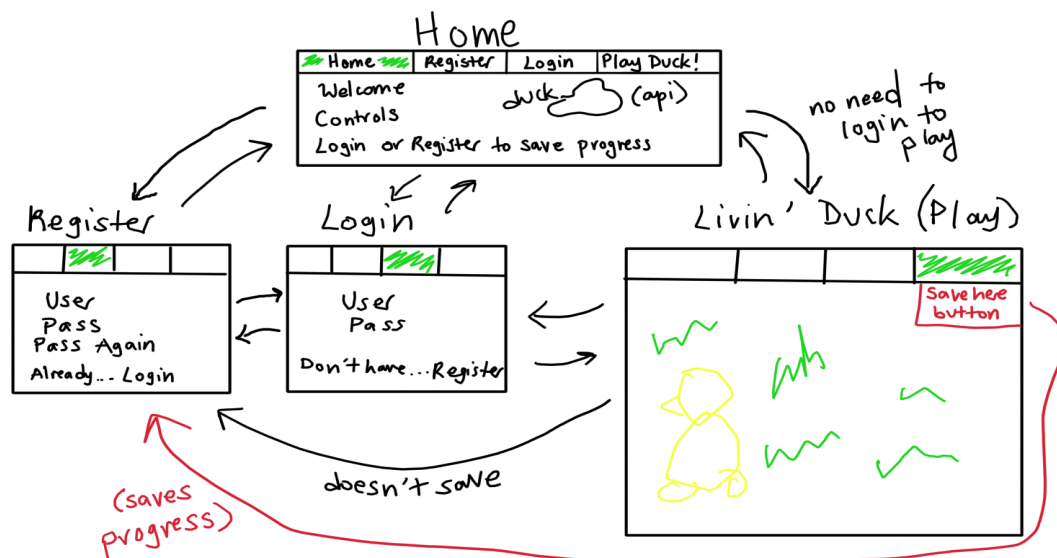 Home
Home Register Login Play Duck!
Welcome
duck (api)
Controls
Login or Register to save progress
no need to
login to
play
Register
User
Pass
Pass Again
Already... Login
Login
User
Pass
Don't have... Register
Livin' Duck (Play)
Save here
button
doesn't save
(saves
progress)